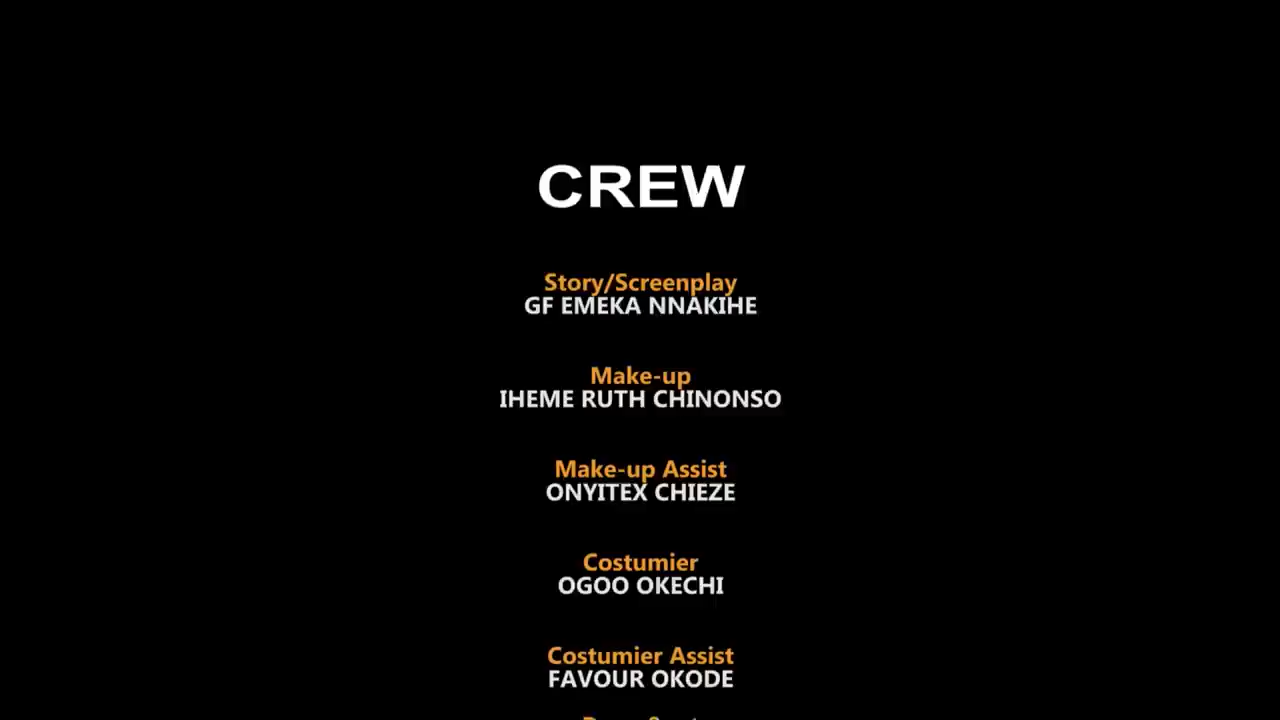 CREW
Story/Screenplay
GF EMEKA NNAKIHE
Make-up
IHEME RUTH CHINONSO
Make-up Assist
ONYITEX CHIEZE
Costumier
OGOO OKECHI
Costumier Assist
FAVOUR OKODE